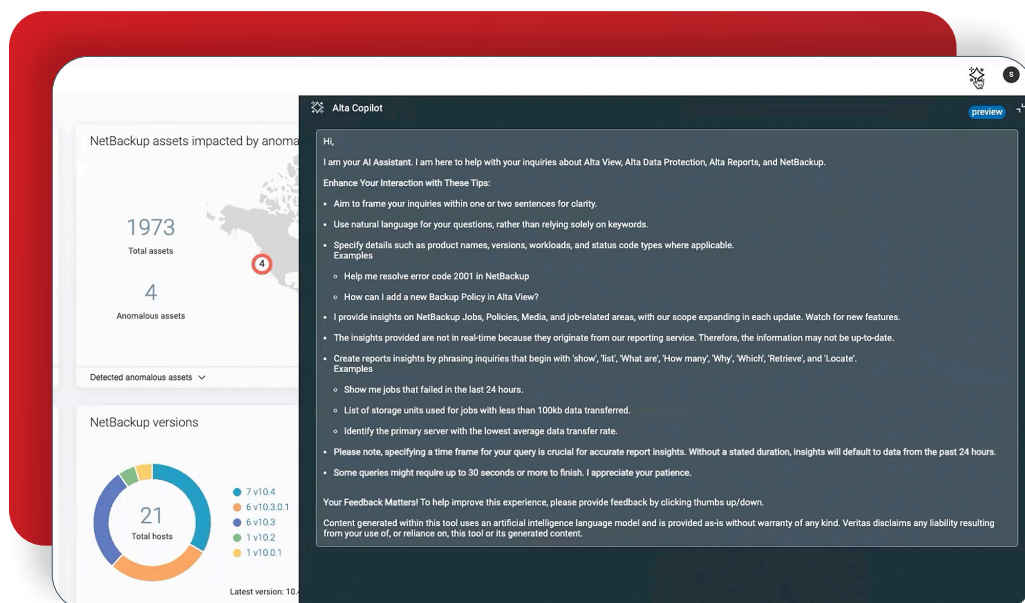 S
Alta Copilot
preview
NetBackup assets impacted by anoma
1973
Total assets
4
Anomalous assets
4
Detected anomalous assets
NetBackup versions
21
Total hosts
7 v10.4
6 v10.3.0.1
6 v10.3
1 v10.2
1 v10.0.1
Latest version: 10.
Hi,
I am your AI Assistant. I am here to help with your inquiries about Alta View, Alta Data Protection, Alta Reports, and NetBackup.
Enhance Your Interaction with These Tips:
• Aim to frame your inquiries within one or two sentences for clarity.
• Use natural language for your questions, rather than relying solely on keywords.
• Specify details such as product names, versions, workloads, and status code types where applicable.
Examples
○ Help me resolve error code 2001 in NetBackup
○ How can I add a new Backup Policy in Alta View?
• I provide insights on NetBackup Jobs, Policies, Media, and job-related areas, with our scope expanding in each update. Watch for new features.
• The insights provided are not in real-time because they originate from our reporting service. Therefore, the information may not be up-to-date.
• Create reports insights by phrasing inquiries that begin with 'show', 'list', 'What are', 'How many', 'Why', 'Which', 'Retrieve', and 'Locate'.
Examples
○ Show me jobs that failed in the last 24 hours.
○ List of storage units used for jobs with less than 100kb data transferred.
○ Identify the primary server with the lowest average data transfer rate.
• Please note, specifying a time frame for your query is crucial for accurate report insights. Without a stated duration, insights will default to data from the past 24 hours.
• Some queries might require up to 30 seconds or more to finish. I appreciate your patience.
Your Feedback Matters! To help improve this experience, please provide feedback by clicking thumbs up/down.
Content generated within this tool uses an artificial intelligence language model and is provided as-is without warranty of any kind. Veritas disclaims any liability resulting
from your use of, or reliance on, this tool or its generated content.